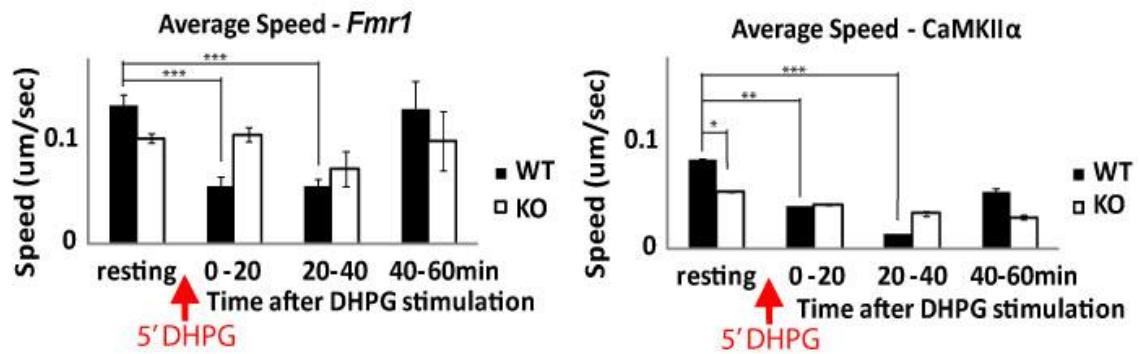 Average Speed - Fmr1
***
***
Speed (um/sec)
0.1
0
WT
KO
resting 0-20 20-40 40-60min
Time after DHPG stimulation
5' DHPG
Average Speed - CaMKIIα
***
**
*
Speed (um/sec)
0.1
0
WT
KO
resting 0-20 20-40 40-60min
Time after DHPG stimulation
5' DHPG